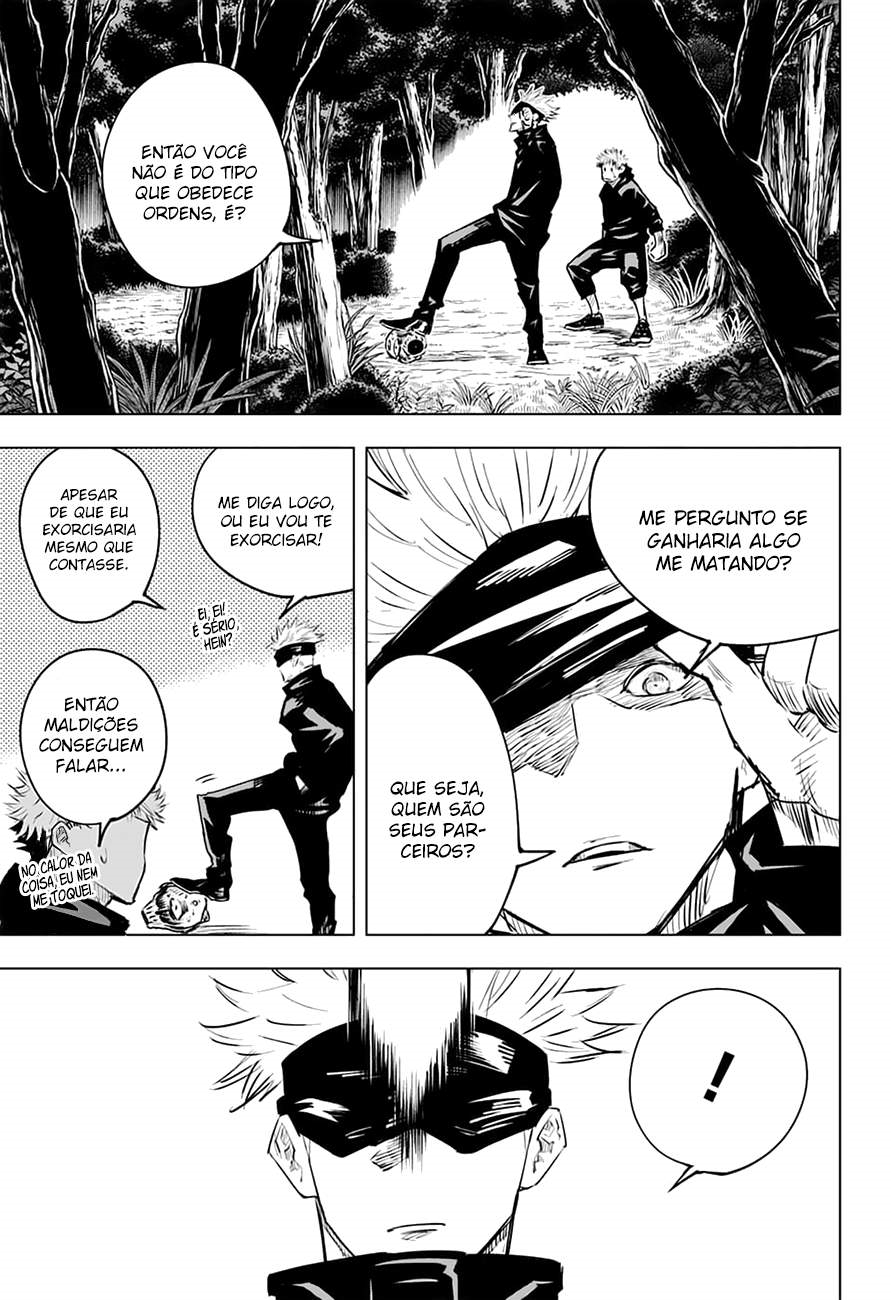 ENTÃO VOCÊ
NÃO É DO TIPO
QUE OBEDECE
ORDENS, É?
ME PERGUNTO SE
GANHARIA ALGO
ME MATANDO?
QUE SEJA,
QUEM SÃO
SEUS PAR-
CEIROS?
ME DIGA LOGO,
OU EU VOU TE
EXORCISAR!
APESAR
DE QUE EU
EXORCISARIA
MESMO QUE
CONTASSE.
EI, EI!
É SÉRIO,
HEIN?
ENTÃO
MALDIÇÕES
CONSEGUEM
FALAR...
NO CALOR DA
COISA, EU NEM
ME TOQUEI.
!